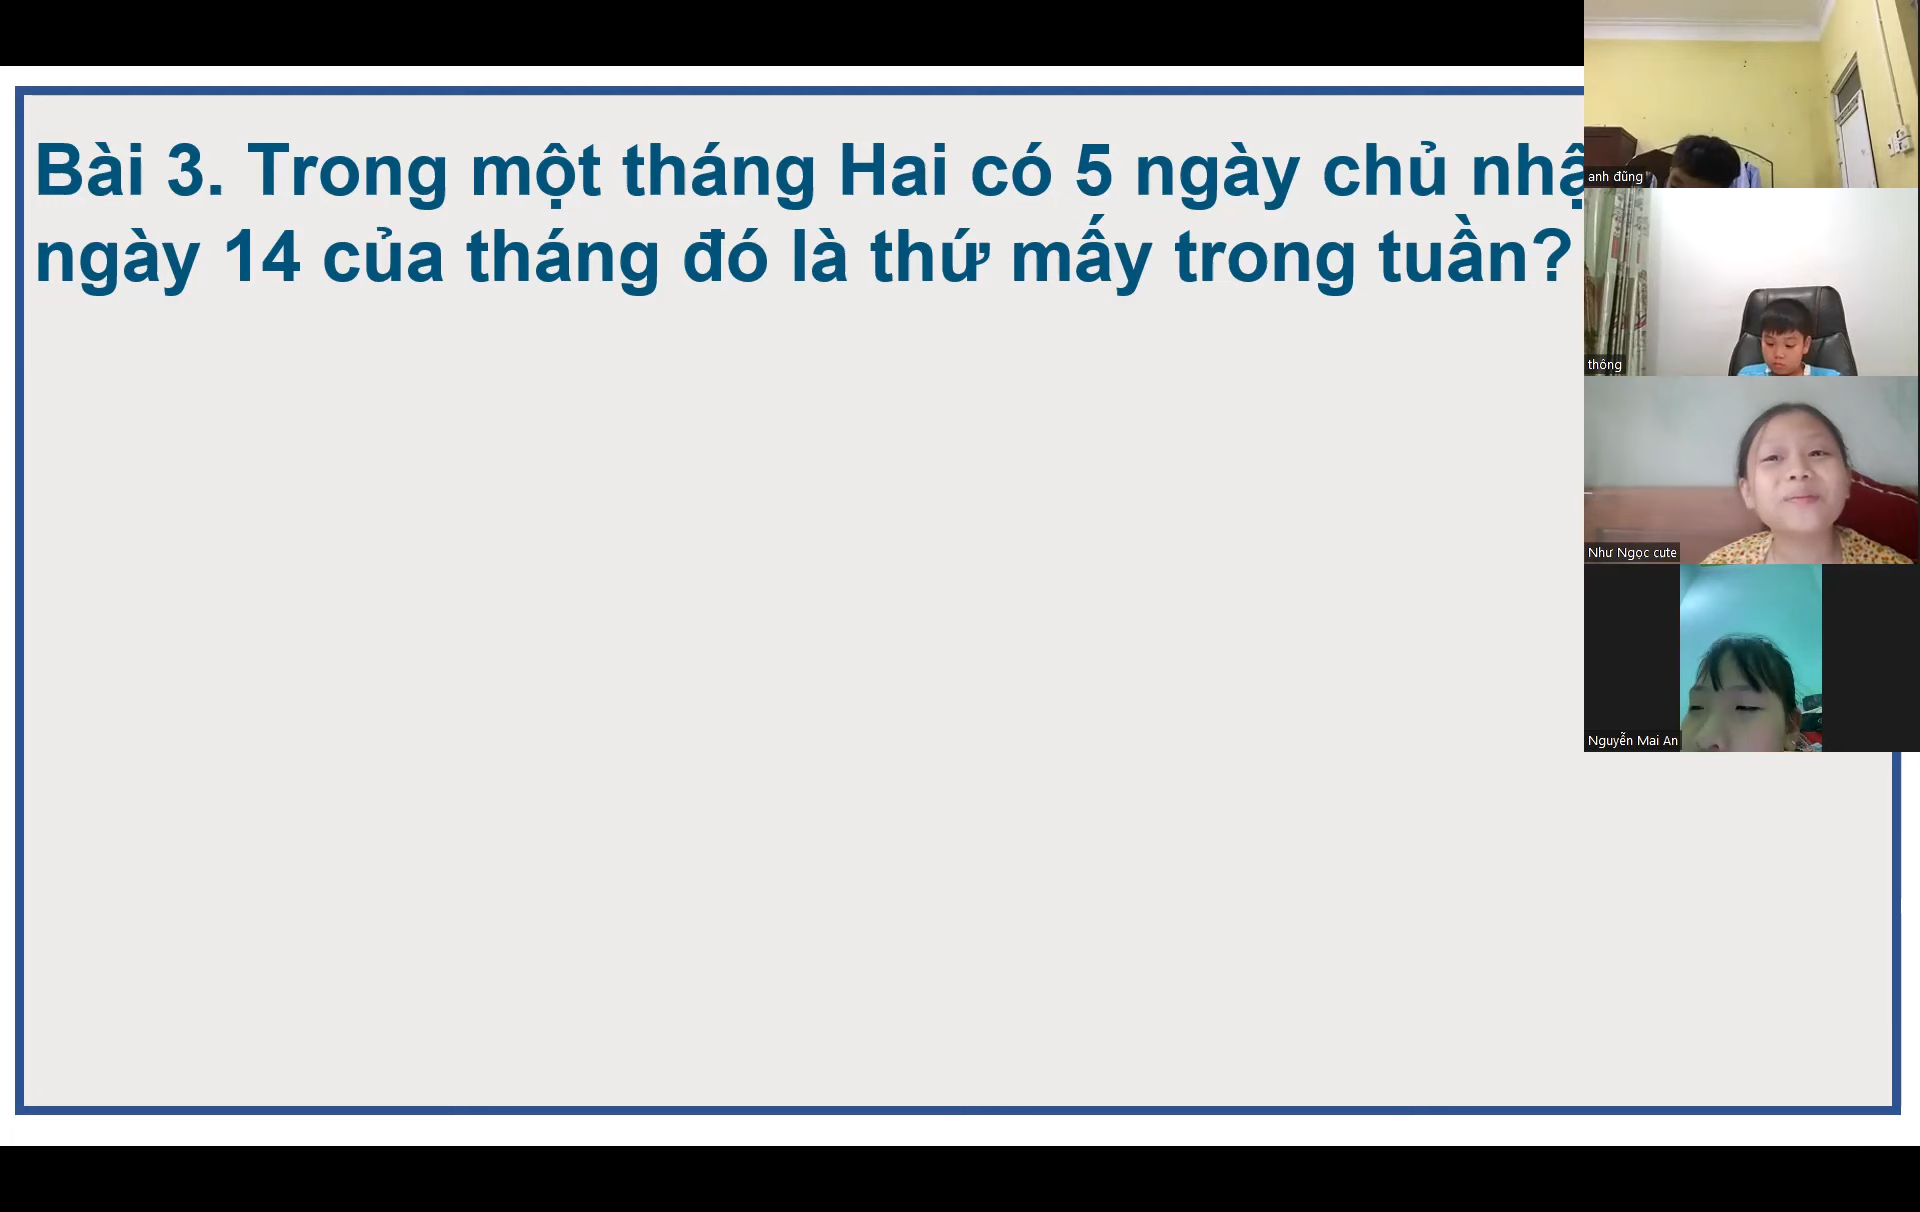 Bài 3. Trong một tháng Hai có 5 ngày chủ
ngày 14 của tháng đó là thứ mấy trong tuần?
anh đũng
thông
Như Ngọc cute
Nguyễn Mai An